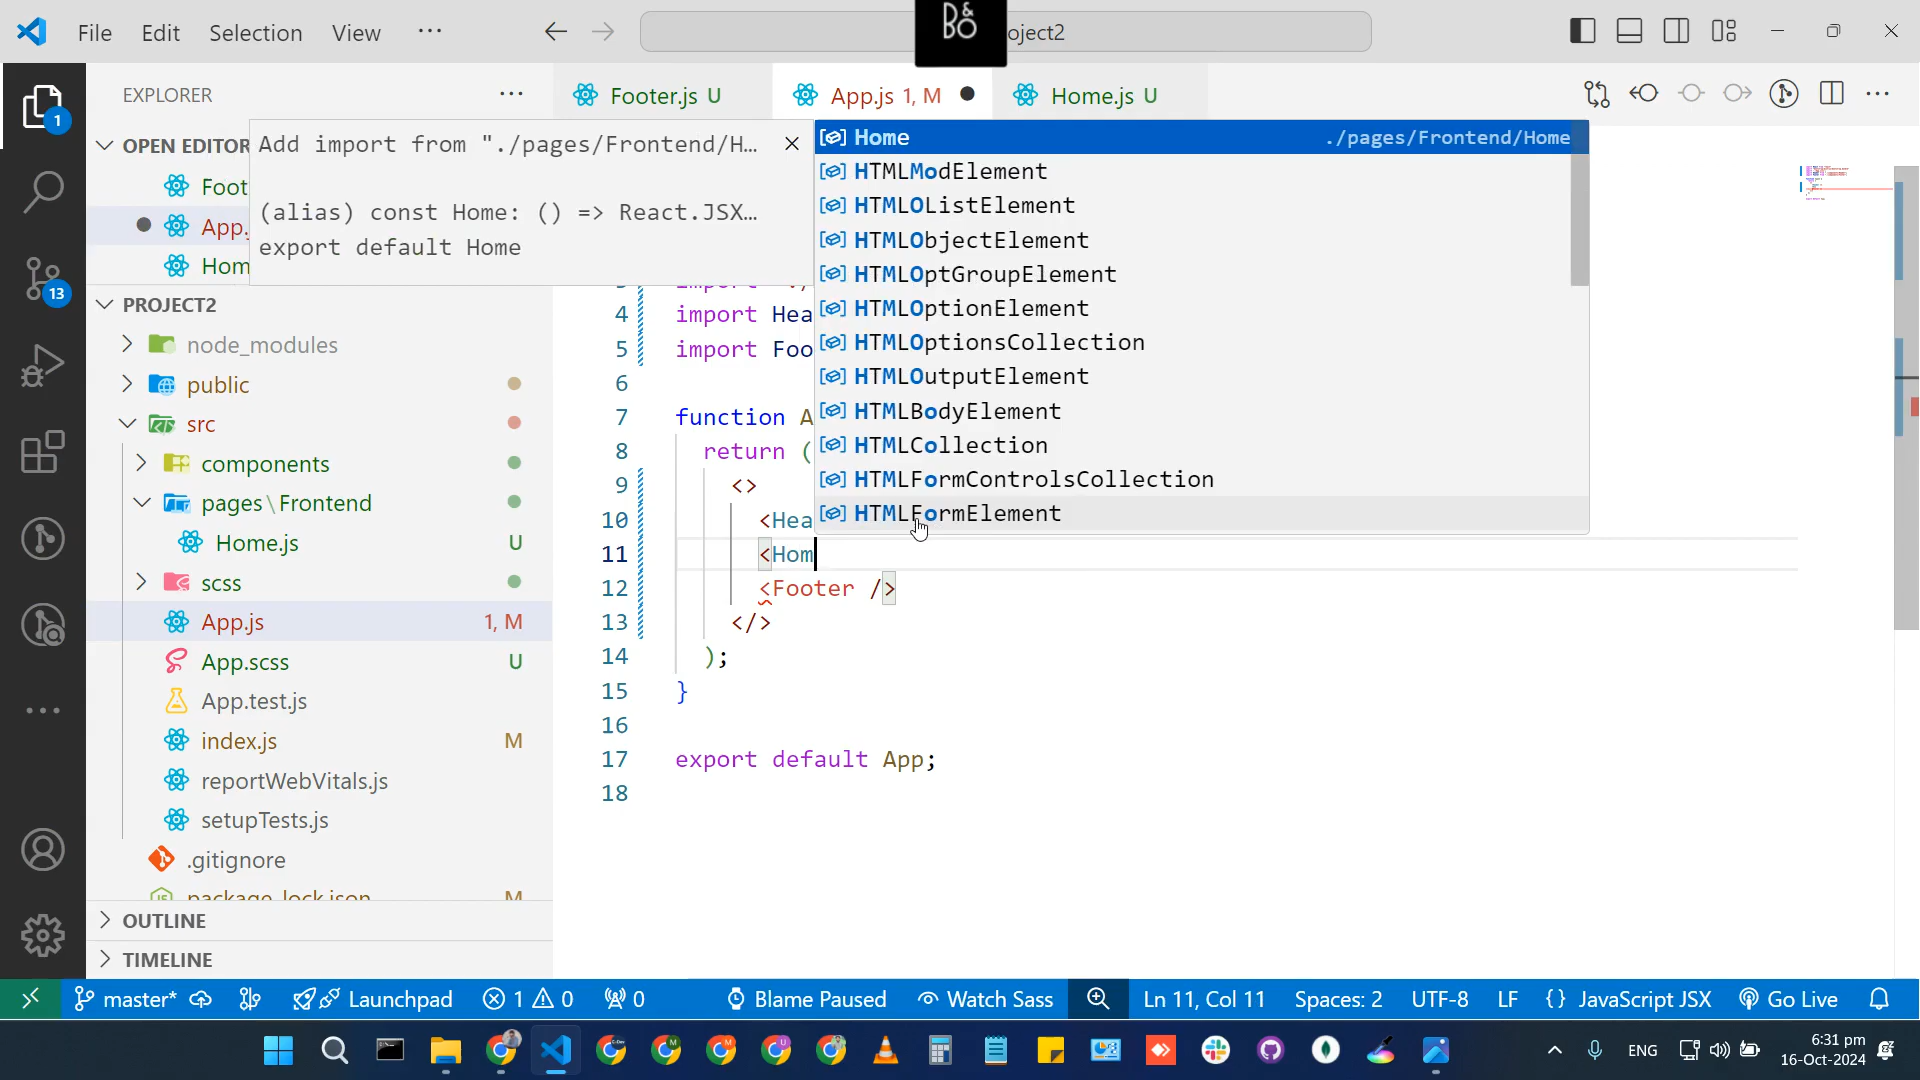 File Edit Selection View ...
B&O
oject2
EXPLORER ...
Footer.js U
App.js 1, M
Home.js U
OPEN EDITOR
Foot
App.
Hom
Add import from "./pages/Frontend/H...
(alias) const Home: () => React.JSX...
export default Home
Home ./pages/Frontend/Home
HTMLModElement
HTMLOListElement
HTMLObjectElement
HTMLOptGroupElement
HTMLOptionElement
HTMLOptionsCollection
HTMLOutputElement
HTMLBodyElement
HTMLCollection
HTMLFormControlsCollection
HTMLFormElement
PROJECT2
node_modules
public
src
components
pages\Frontend
Home.js U
scss
App.js 1, M
App.scss U
App.test.js
index.js M
reportWebVitals.js
setupTests.js
.gitignore
package-lock.json M
OUTLINE
TIMELINE
1
13
4 import Hea
5 import Foo
6
7 function A
8 return (
9 <>
10 <Hea
11 <Hom
12 <Footer />
13 </>
14 );
15 }
16
17 export default App;
18
master* Launchpad 1 0 0 Blame Paused Watch Sass Ln 11, Col 11 Spaces: 2 UTF-8 LF {} JavaScript JSX Go Live
ENG
6:31 pm
16-Oct-2024